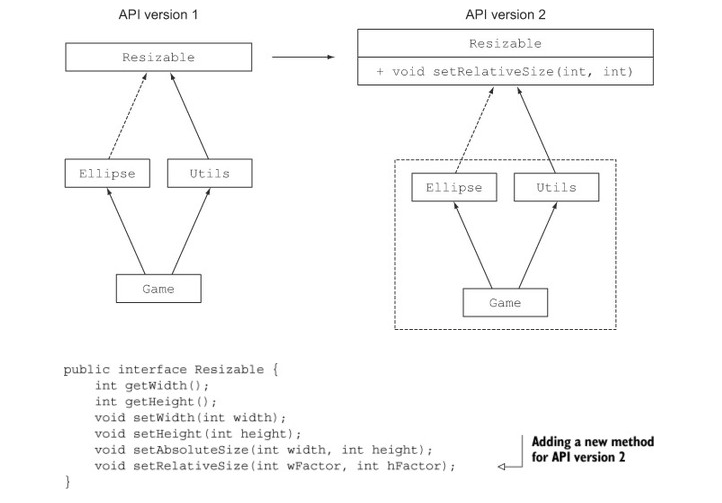 API version 1
API version 2
Resizable
Resizable
+ void setRelativeSize(int, int)
Ellipse
Utils
Ellipse
Utils
Game
Game
public interface Resizable {
    int getWidth();
    int getHeight();
    void setWidth(int width);
    void setHeight(int height);
    void setAbsoluteSize(int width, int height);
    void setRelativeSize(int wFactor, int hFactor);
}
Adding a new method
for API version 2